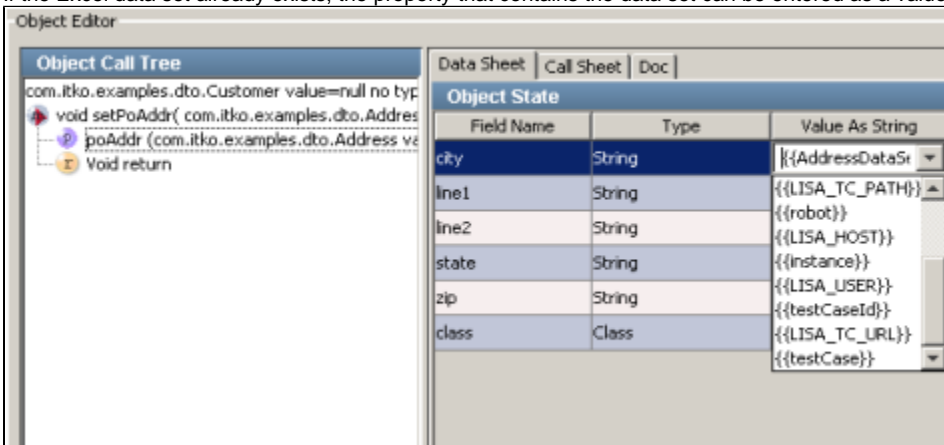 If the Excel data set already exists, the property that contains the data set can be entered as a value
Object Editor
Object Call Tree
com.itko.examples.dto.Customer value=null no typ
void setPoAddr( com.itko.examples.dto.Addres
poAddr (com.itko.examples.dto.Address va
Void return
Data Sheet Call Sheet Doc
Object State
Field Name Type Value As String
city String {{AddressDataSe
line1 String
line2 String
state String
zip String
class Class
{{LISA_TC_PATH}}
{{robot}}
{{LISA_HOST}}
{{instance}}
{{LISA_USER}}
{{testCaseId}}
{{LISA_TC_URL}}
{{testCase}}